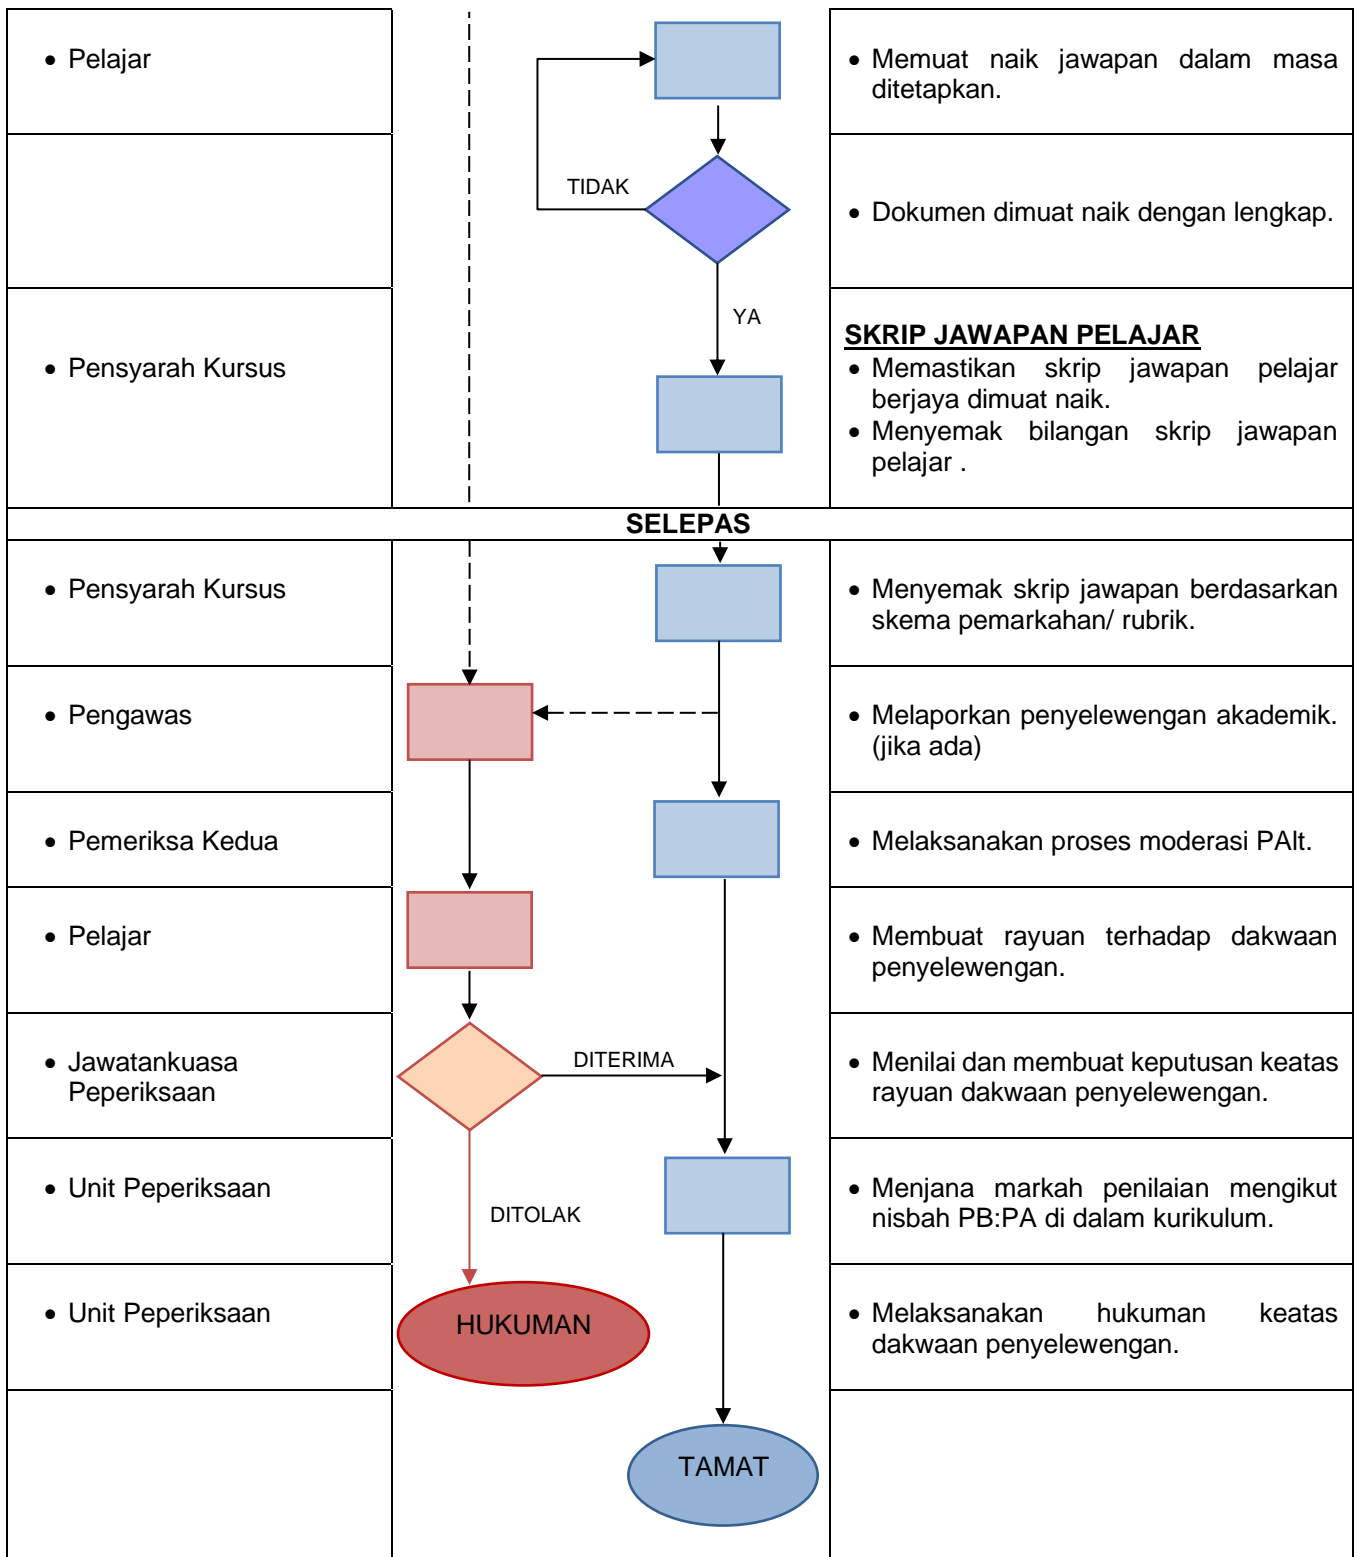 • Pelajar
• Memuat naik jawapan dalam masa
ditetapkan.
TIDAK
• Dokumen dimuat naik dengan lengkap.
YA
• Pensyarah Kursus
SKRIP JAWAPAN PELAJAR
• Memastikan skrip jawapan pelajar
berjaya dimuat naik.
• Menyemak bilangan skrip jawapan
pelajar .
SELEPAS
• Pensyarah Kursus
• Menyemak skrip jawapan berdasarkan
skema pemarkahan/ rubrik.
• Pengawas
• Melaporkan penyelewengan akademik.
(jika ada)
• Pemeriksa Kedua
• Melaksanakan proses moderasi PAlt.
• Pelajar
• Membuat rayuan terhadap dakwaan
penyelewengan.
• Jawatankuasa
Peperiksaan
DITERIMA
• Menilai dan membuat keputusan keatas
rayuan dakwaan penyelewengan.
• Unit Peperiksaan
DITOLAK
• Menjana markah penilaian mengikut
nisbah PB:PA di dalam kurikulum.
• Unit Peperiksaan
HUKUMAN
• Melaksanakan hukuman keatas
dakwaan penyelewengan.
TAMAT